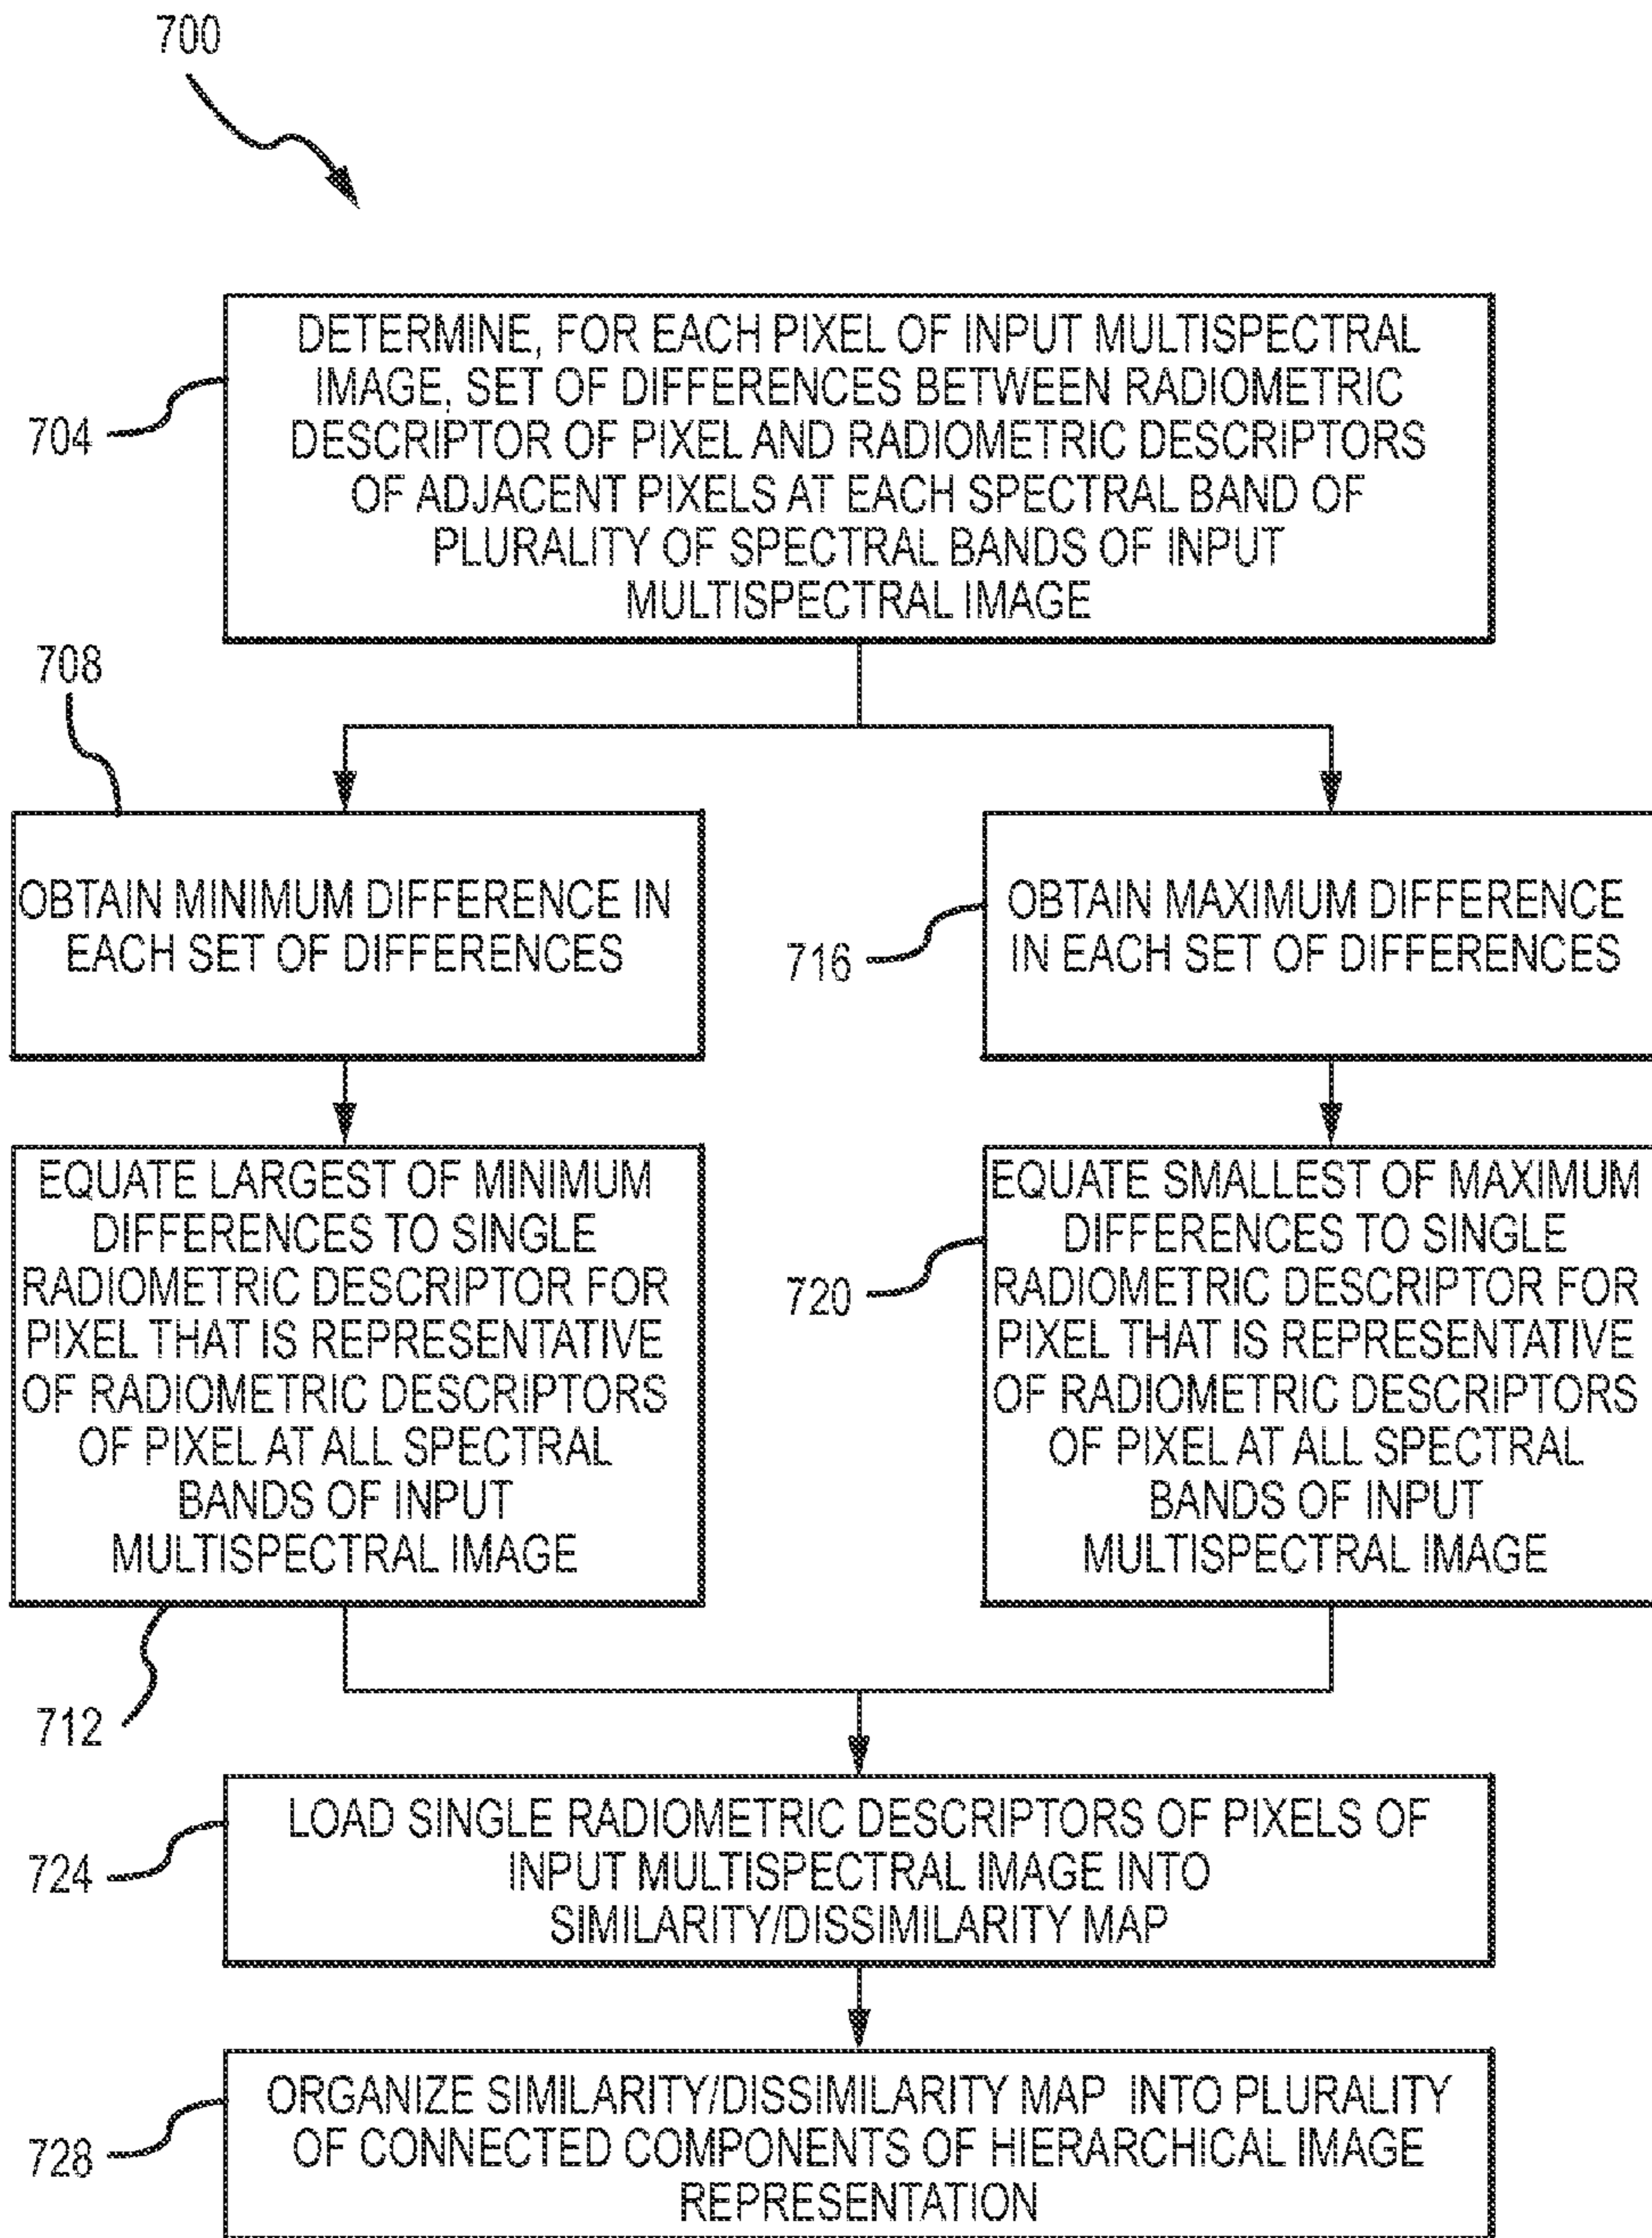 700
DETERMINE, FOR EACH PIXEL OF INPUT MULTISPECTRAL
IMAGE, SET OF DIFFERENCES BETWEEN RADIOMETRIC
DESCRIPTOR OF PIXEL AND RADIOMETRIC DESCRIPTORS
OF ADJACENT PIXELS AT EACH SPECTRAL BAND OF
PLURALITY OF SPECTRAL BANDS OF INPUT
MULTISPECTRAL IMAGE
704
708
OBTAIN MINIMUM DIFFERENCE IN
EACH SET OF DIFFERENCES
OBTAIN MAXIMUM DIFFERENCE
IN EACH SET OF DIFFERENCES
716
EQUATE LARGEST OF MINIMUM
DIFFERENCES TO SINGLE
RADIOMETRIC DESCRIPTOR FOR
PIXEL THAT IS REPRESENTATIVE
OF RADIOMETRIC DESCRIPTORS
OF PIXEL AT ALL SPECTRAL
BANDS OF INPUT
MULTISPECTRAL IMAGE
712
EQUATE SMALLEST OF MAXIMUM
DIFFERENCES TO SINGLE
RADIOMETRIC DESCRIPTOR FOR
PIXEL THAT IS REPRESENTATIVE
OF RADIOMETRIC DESCRIPTORS
OF PIXEL AT ALL SPECTRAL
BANDS OF INPUT
MULTISPECTRAL IMAGE
720
LOAD SINGLE RADIOMETRIC DESCRIPTORS OF PIXELS OF
INPUT MULTISPECTRAL IMAGE INTO
SIMILARITY/DISSIMILARITY MAP
724
ORGANIZE SIMILARITY/DISSIMILARITY MAP INTO PLURALITY
OF CONNECTED COMPONENTS OF HIERARCHICAL IMAGE
REPRESENTATION
728